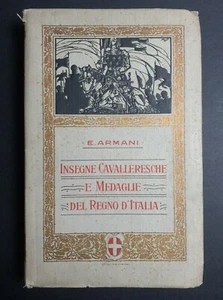 E. ARMANI
INSEGNE CAVALLERESCHE
E MEDAGLIE
DEL REGNO D'ITALIA